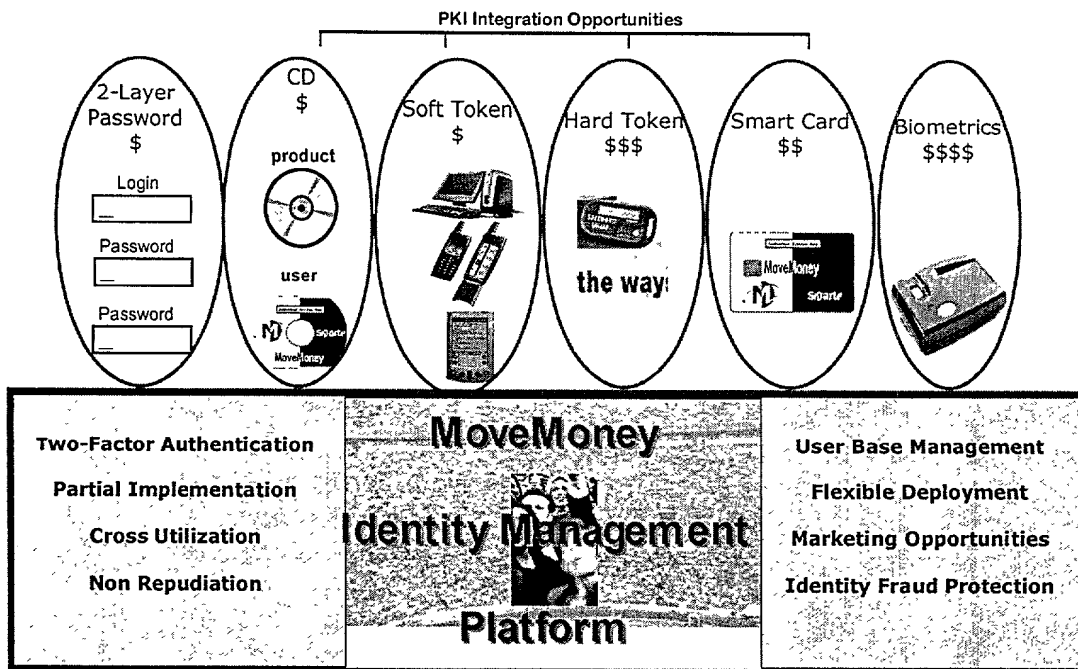 PKI Integration Opportunities
2-Layer
Password
$
Login
Password
Password
CD
$
product
user
MoveMoney
Soft Token
$
Hard Token
$$$
the way
Smart Card
$$
MoveMoney
Biometrics
$$$$
Two-Factor Authentication
Partial Implementation
Cross Utilization
Non Repudiation
MoveMoney
Identity Management
Platform
User Base Management
Flexible Deployment
Marketing Opportunities
Identity Fraud Protection